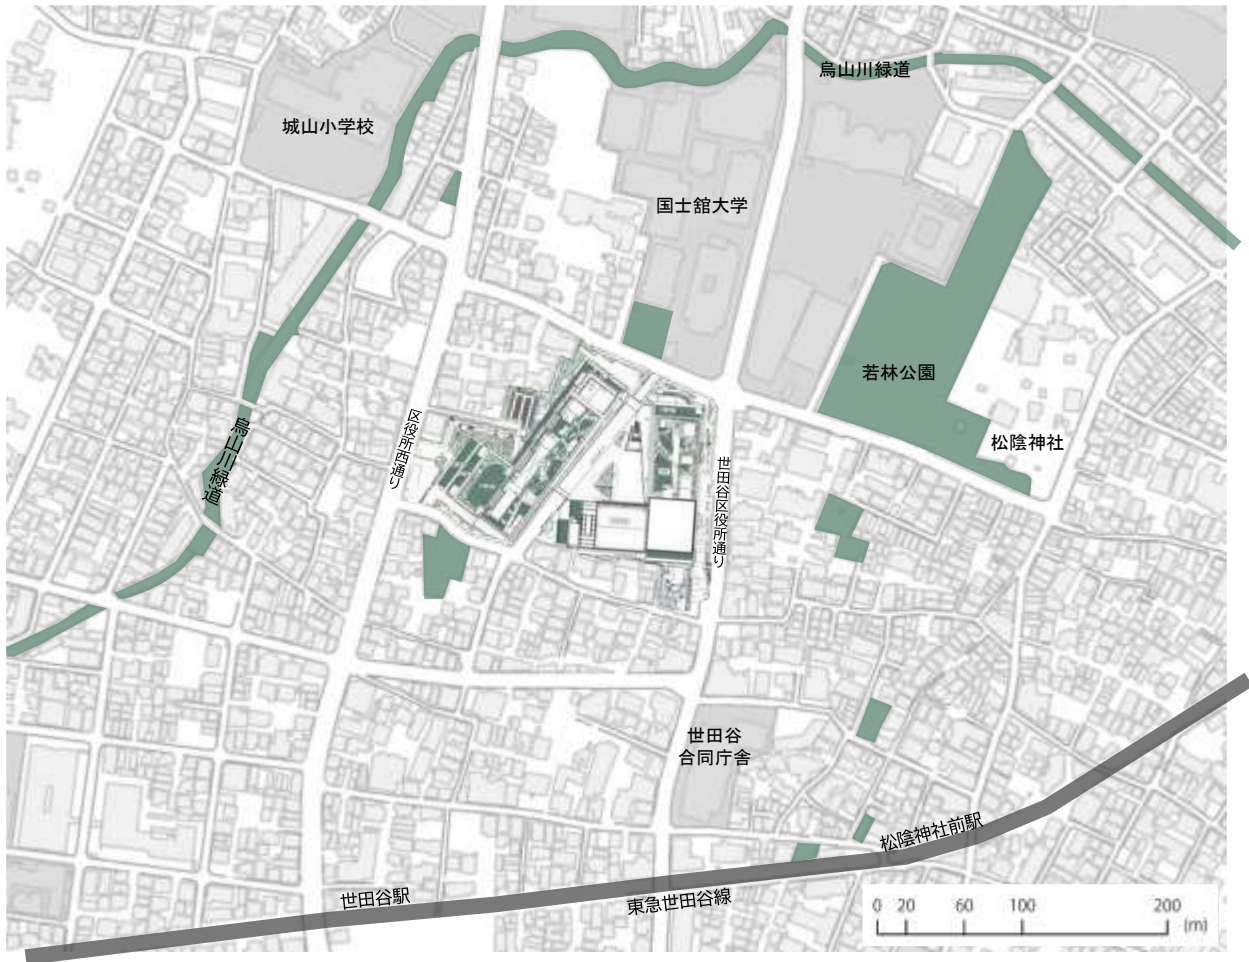 烏山川緑道
城山小学校
国士舘大学
若林公園
区役所西通り
烏山川緑道
松陰神社
世田谷区役所通り
世田谷
合同庁舎
松陰神社前駅
世田谷駅
東急世田谷線
0 20 60 100 200
(m)